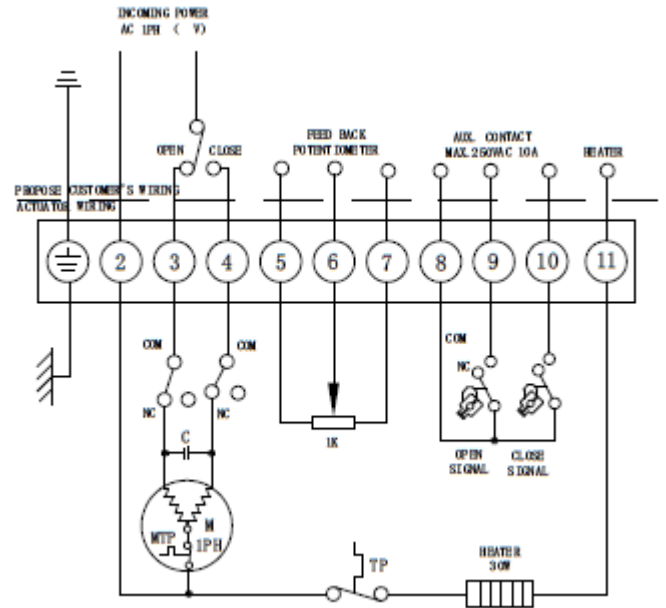 INCOMING POWER
AC 1PH ( V)
OPEN CLOSE
FEED BACK
POTENTIOMETER
AUX. CONTACT
MAX.250VAC 10A
HEATER
PROPOSE CUSTOMER'S WIRING
ACTUATOR WIRING
2 3 4 5 6 7 8 9 10 11
COM COM COM
NC NC NC
C
1K
OPEN
SIGNAL
CLOSE
SIGNAL
M
MTP 1PH
TP
HEATER
30W